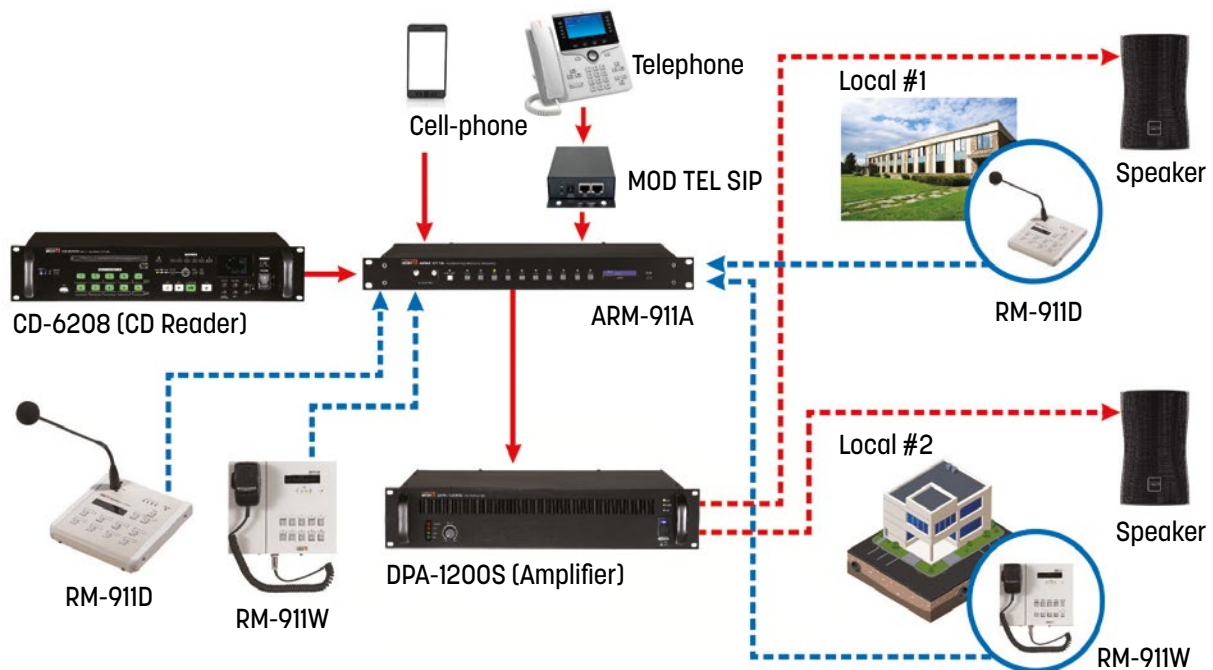 Telephone
Local #1
Cell-phone
MOD TEL SIP
Speaker
CD-6208 (CD Reader)
ARM-911A
RM-911D
Local #2
RM-911D
RM-911W
DPA-1200S (Amplifier)
Speaker
RM-911W